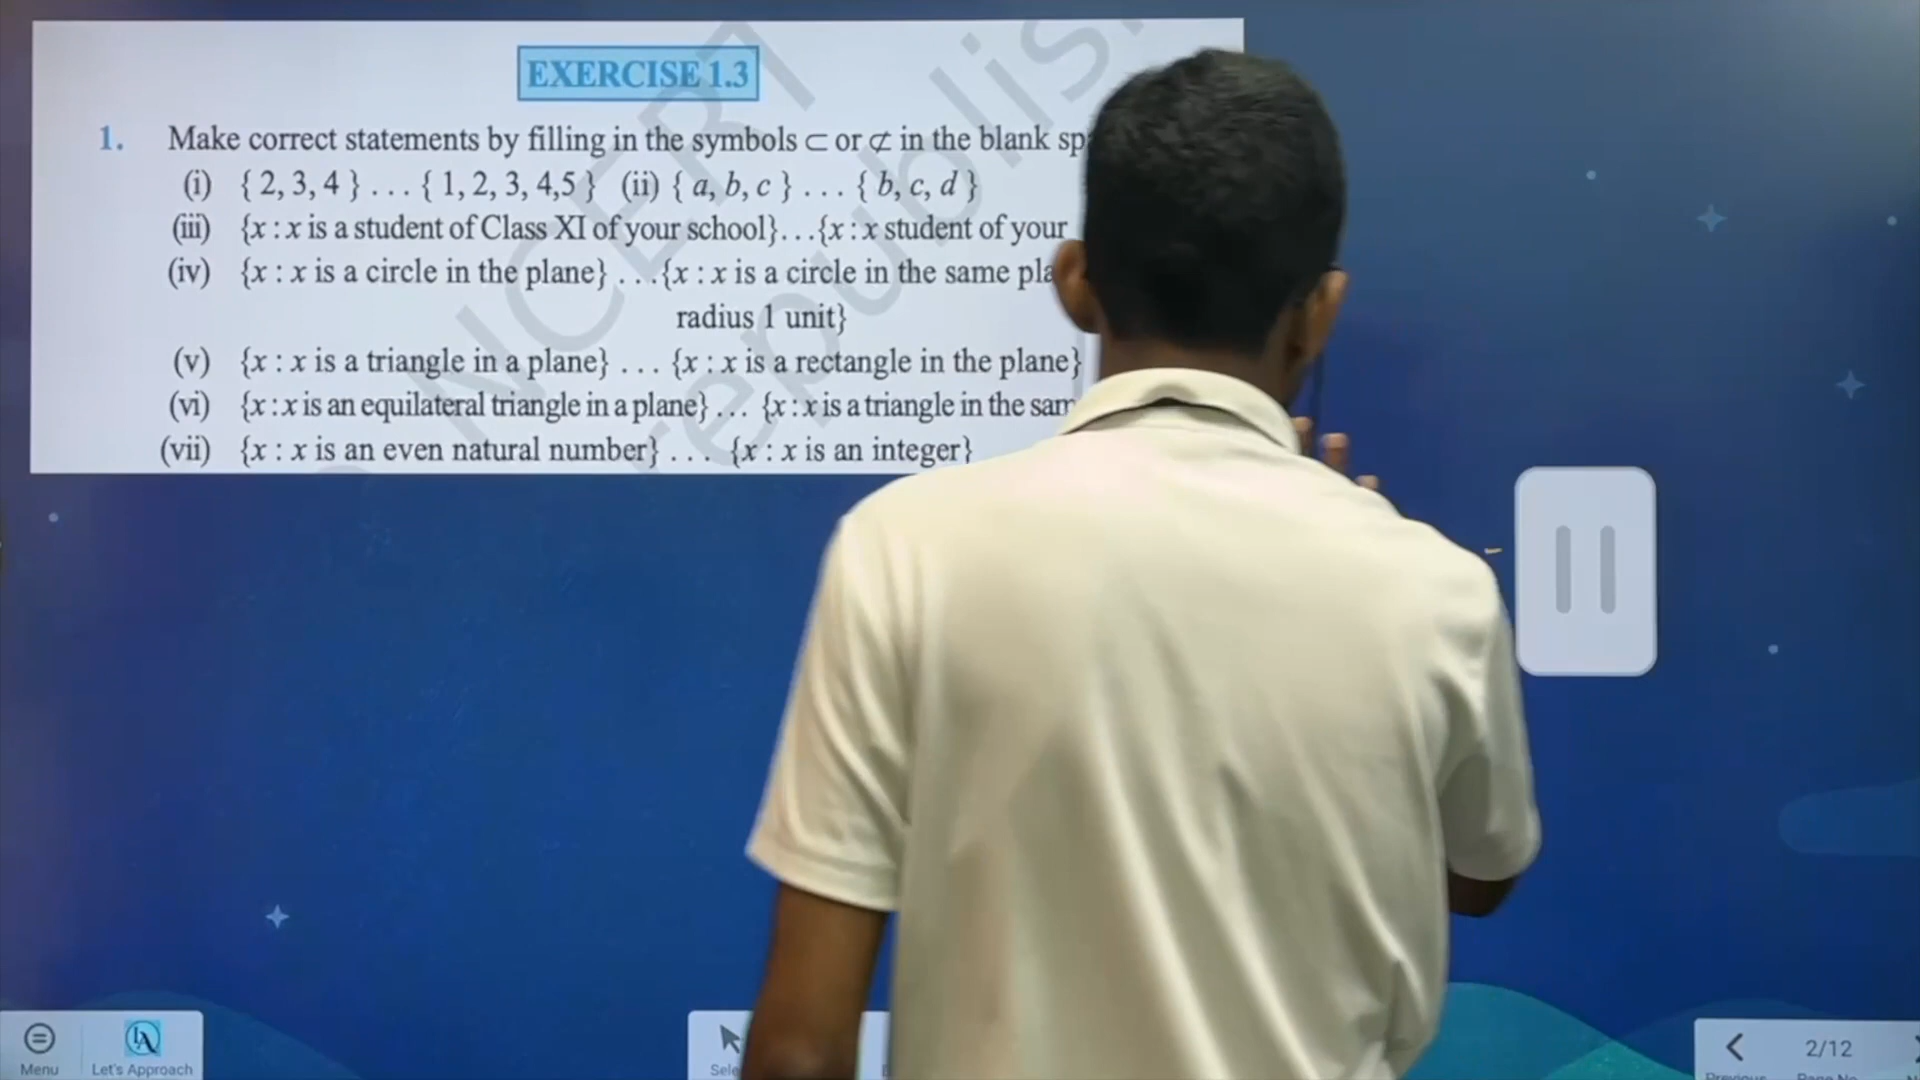 EXERCISE 1.3
1. Make correct statements by filling in the symbols ⊂ or ⊄ in the blank
(i) { 2, 3, 4 } . . . { 1, 2, 3, 4,5 } (ii) { a, b, c } . . . { b, c, d }
(iii) {x : x is a student of Class XI of your school}. . .{x : x student of your
(iv) {x : x is a circle in the plane} . . .{x : x is a circle in the same
radius 1 unit}
(v) {x : x is a triangle in a plane} . . . {x : x is a rectangle in the plane}
(vi) {x : x is an equilateral triangle in a plane} . . . {x : x is a triangle in the
(vii) {x : x is an even natural number} . . . {x : x is an integer}
NCERT
Menu
Let's Approach
2/12